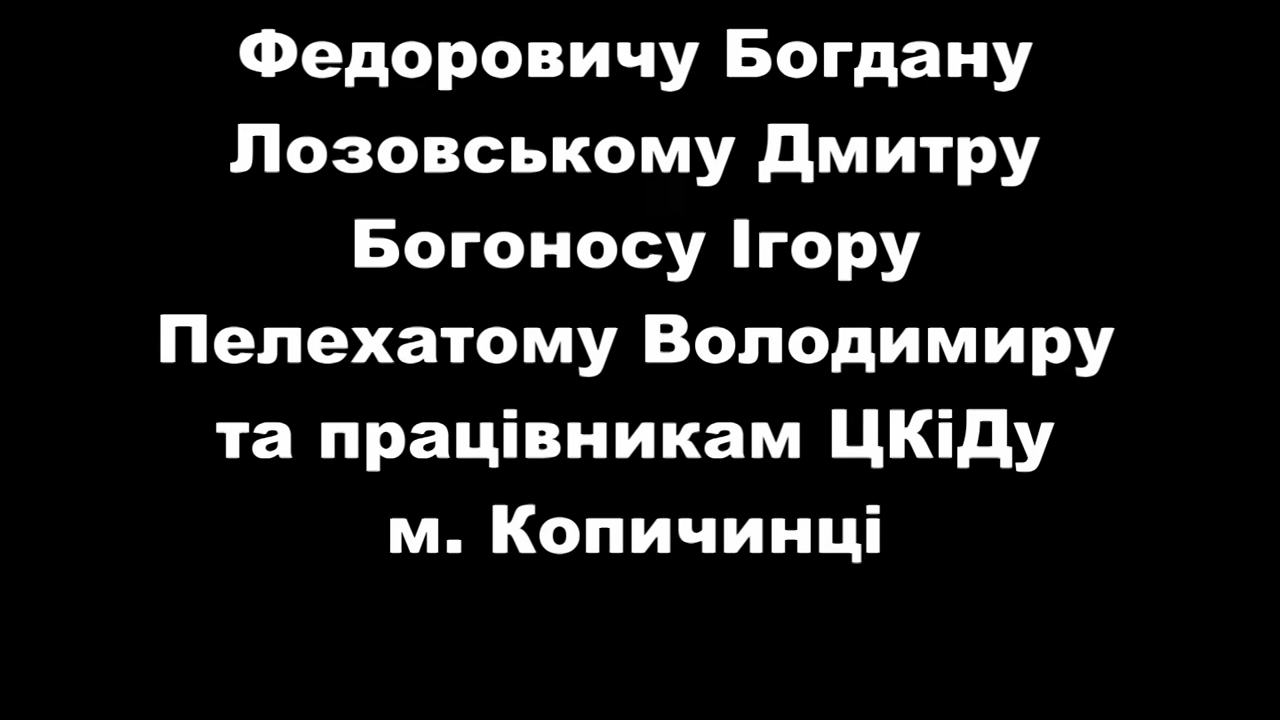 Федоровичу Богдану
Лозовському Дмитру
Богоносу Ігору
Пелехатому Володимиру
та працівникам ЦКіДу
м. Копичинці